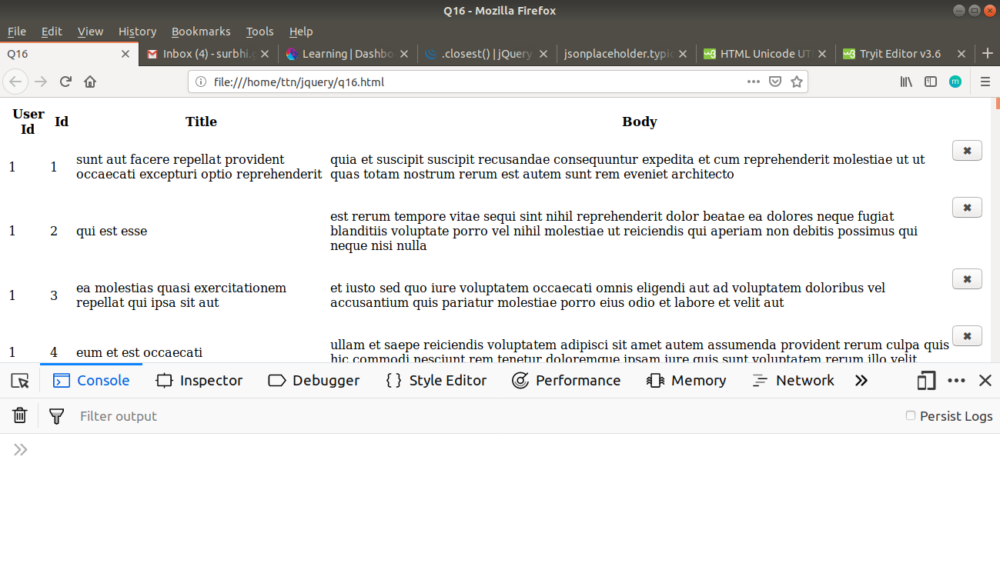 Q16 - Mozilla Firefox
File Edit View History Bookmarks Tools Help
Q16 Inbox (4) - surbhi. Learning | Dashbo .closest() | jQuery jsonplaceholder.typic HTML Unicode UT Tryit Editor v3.6
file:///home/ttn/jquery/q16.html
m
User Id Id Title Body
1 1 sunt aut facere repellat provident quia et suscipit suscipit recusandae consequuntur expedita et cum reprehenderit molestiae ut ut
occaecati excepturi optio reprehenderit quas totam nostrum rerum est autem sunt rem eveniet architecto
est rerum tempore vitae sequi sint nihil reprehenderit dolor beatae ea dolores neque fugiat
1 2 qui est esse blanditiis voluptate porro vel nihil molestiae ut reiciendis qui aperiam non debitis possimus qui
neque nisi nulla
1 3 ea molestias quasi exercitationem et iusto sed quo iure voluptatem occaecati omnis eligendi aut ad voluptatem doloribus vel
repellat qui ipsa sit aut accusantium quis pariatur molestiae porro eius odio et labore et velit aut
1 4 eum et est occaecati ullam et saepe reiciendis voluptatem adipisci sit amet autem assumenda provident rerum culpa quis
hic commodi nesciunt rem tenetur doloremque ipsam iure quis sunt voluptatem rerum illo velit
Console Inspector Debugger Style Editor Performance Memory Network
Filter output Persist Logs